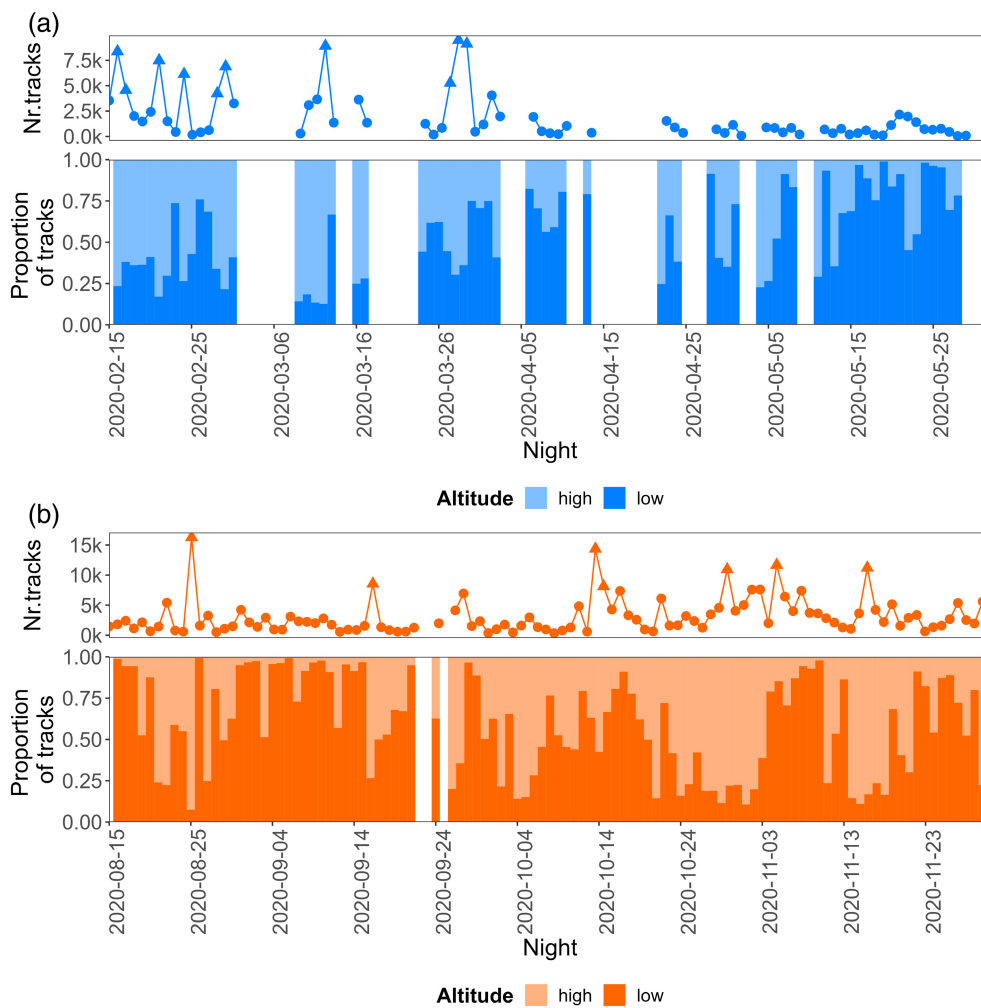 (a)
Nr.tracks
7.5k
5.0k
2.5k
0.0k
Proportion
of tracks
1.00
0.75
0.50
0.25
0.00
2020-02-15
2020-02-25
2020-03-06
2020-03-16
2020-03-26
2020-04-05
2020-04-15
2020-04-25
2020-05-05
2020-05-15
2020-05-25
Night
Altitude high low
(b)
Nr.tracks
15k
10k
5k
0k
Proportion
of tracks
1.00
0.75
0.50
0.25
0.00
2020-08-15
2020-08-25
2020-09-04
2020-09-14
2020-09-24
2020-10-04
2020-10-14
2020-10-24
2020-11-03
2020-11-13
2020-11-23
Night
Altitude high low